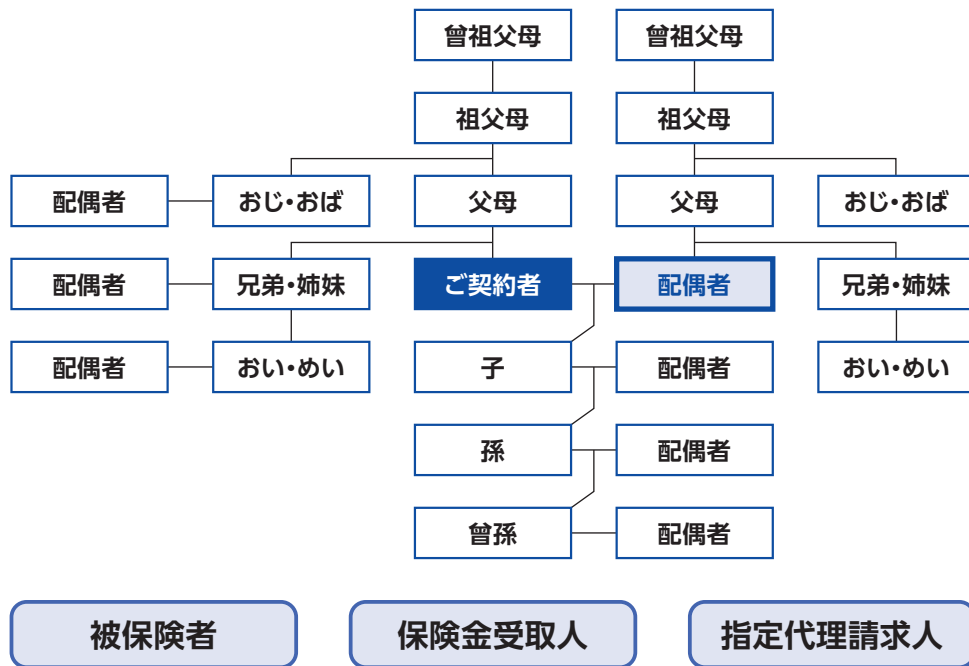 曾祖父母 曾祖父母
祖父母 祖父母
配偶者 おじ・おば 父母 父母 おじ・おば
配偶者 兄弟・姉妹 ご契約者 配偶者 兄弟・姉妹
配偶者 おい・めい 子 配偶者 おい・めい
孫 配偶者
曾孫 配偶者
被保険者 保険金受取人 指定代理請求人